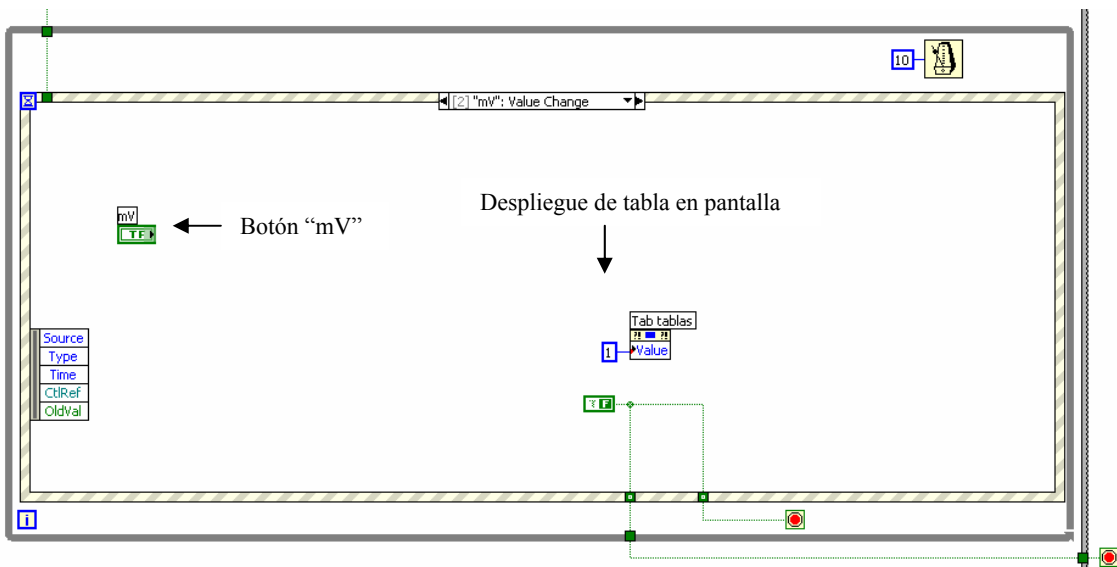 10
[2] "mV": Value Change
Despliegue de tabla en pantalla
mV
TF
Botón “mV”
Tab tablas
?! ?!
1
Value
Source
Type
Time
CtlRef
OldVal
F
i